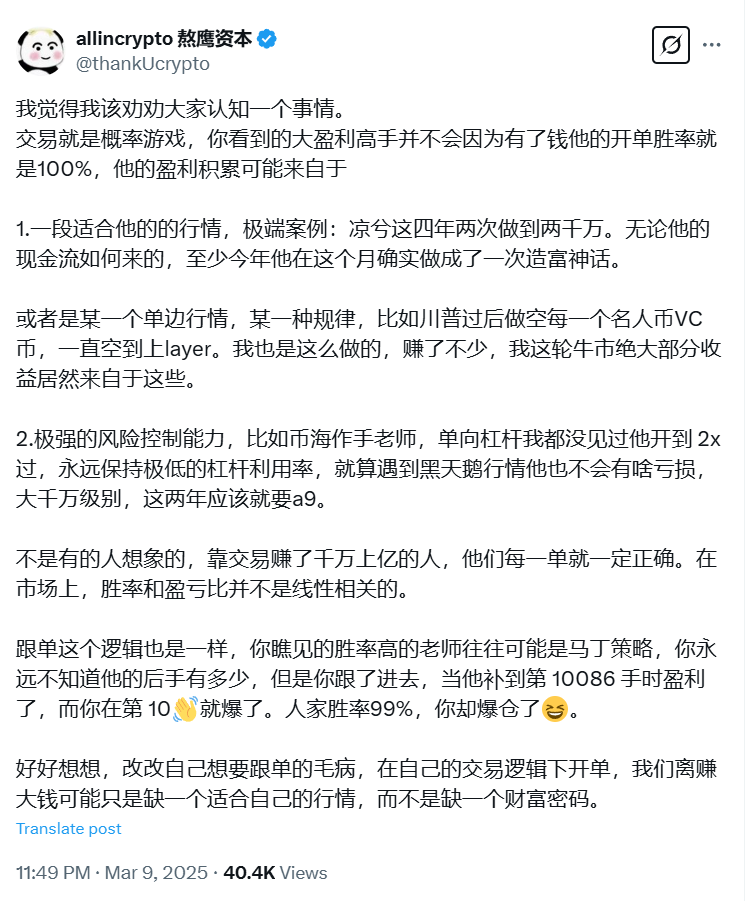 allincrypto 熬鹰资本
@thankUcrypto
我觉得我该劝劝大家认知一个事情。
交易就是概率游戏，你看到的大盈利高手并不会因为有了钱他的开单胜率就
是100%，他的盈利积累可能来自于
1.一段适合他的的行情，极端案例：凉兮这四年两次做到两千万。无论他的
现金流如何来的，至少今年他在这个月确实做成了一次造富神话。
或者是某一个单边行情，某一种规律，比如川普过后做空每一个名人币VC
币，一直空到上layer。我也是这么做的，赚了不少，我这轮牛市绝大部分收
益居然来自于这些。
2.极强的风险控制能力，比如币海作手老师，单向杠杆我都没见过他开到 2x
过，永远保持极低的杠杆利用率，就算遇到黑天鹅行情他也不会有啥亏损，
大千万级别，这两年应该就要a9。
不是有的人想象的，靠交易赚了千万上亿的人，他们每一单就一定正确。在
市场上，胜率和盈亏比并不是线性相关的。
跟单这个逻辑也是一样，你瞧见的胜率高的老师往往可能是马丁策略，你永
远不知道他的后手有多少，但是你跟了进去，当他补到第 10086 手时盈利
了，而你在第 10👋就爆了。人家胜率99%，你却爆仓了😆。
好好想想，改改自己想要跟单的毛病，在自己的交易逻辑下开单，我们离赚
大钱可能只是缺一个适合自己的行情，而不是缺一个财富密码。
Translate post
11:49 PM · Mar 9, 2025 · 40.4K Views